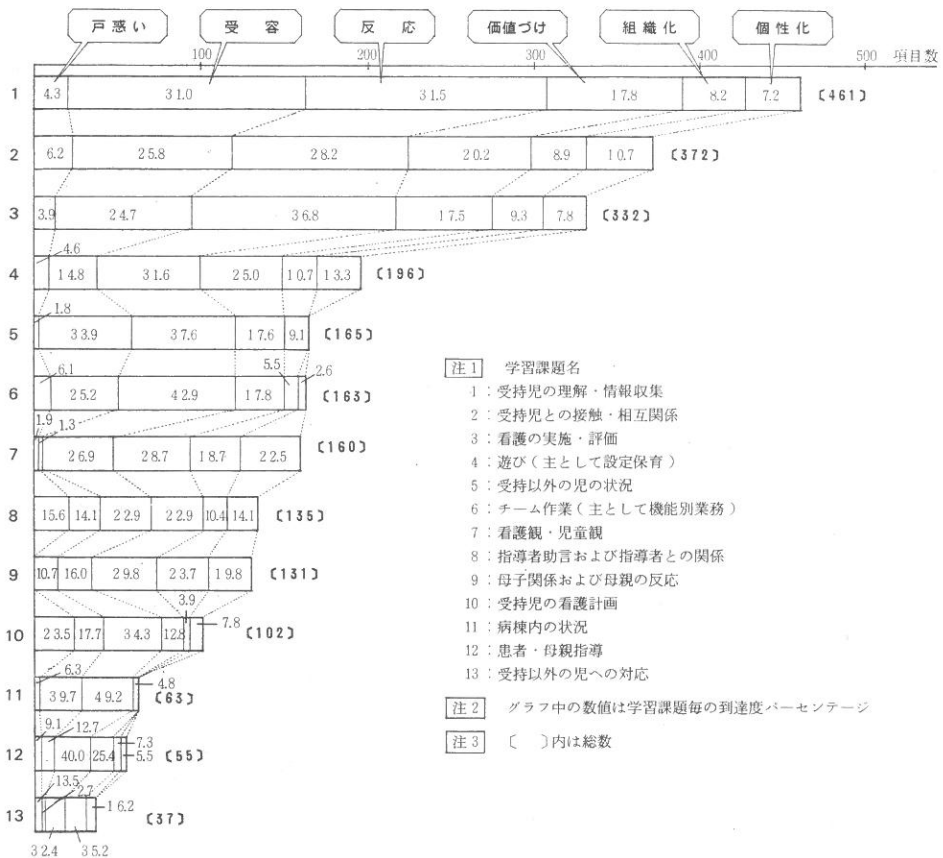 戸惑い 受容 反応 価値づけ 組織化 個性化
100 200 300 400 500 項目数
1 4.3 31.0 31.5 17.8 8.2 7.2 〔461〕
2 6.2 25.8 28.2 20.2 8.9 10.7 〔372〕
3 3.9 24.7 36.8 17.5 9.3 7.8 〔332〕
4.6
4 14.8 31.6 25.0 10.7 13.3 〔196〕
1.8
5 33.9 37.6 17.6 9.1 〔165〕
6.1 5.5 2.6
6 25.2 42.9 17.8 〔163〕
1.9 1.3
7 26.9 28.7 18.7 22.5 〔160〕
8 15.6 14.1 22.9 22.9 10.4 14.1 〔135〕
9 10.7 16.0 29.8 23.7 19.8 〔131〕
3.9
10 23.5 17.7 34.3 12.8 7.8 〔102〕
6.3 4.8
11 39.7 49.2 〔63〕
9.1 12.7 7.3
12 40.0 25.4 5.5 〔55〕
13.5 2.7 16.2
13 〔37〕
32.4 35.2
注1 学習課題名
1：受持児の理解・情報収集
2：受持児との接触・相互関係
3：看護の実施・評価
4：遊び（主として設定保育）
5：受持以外の児の状況
6：チーム作業（主として機能別業務）
7：看護観・児童観
8：指導者助言および指導者との関係
9：母子関係および母親の反応
10：受持児の看護計画
11：病棟内の状況
12：患者・母親指導
13：受持以外の児への対応
注2 グラフ中の数値は学習課題毎の到達度パーセンテージ
注3 〔 〕内は総数